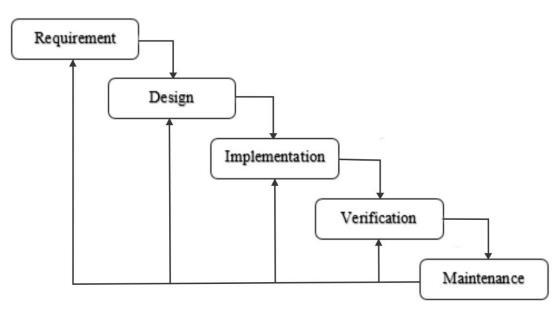 Requirement
Design
Implementation
Verification
Maintenance